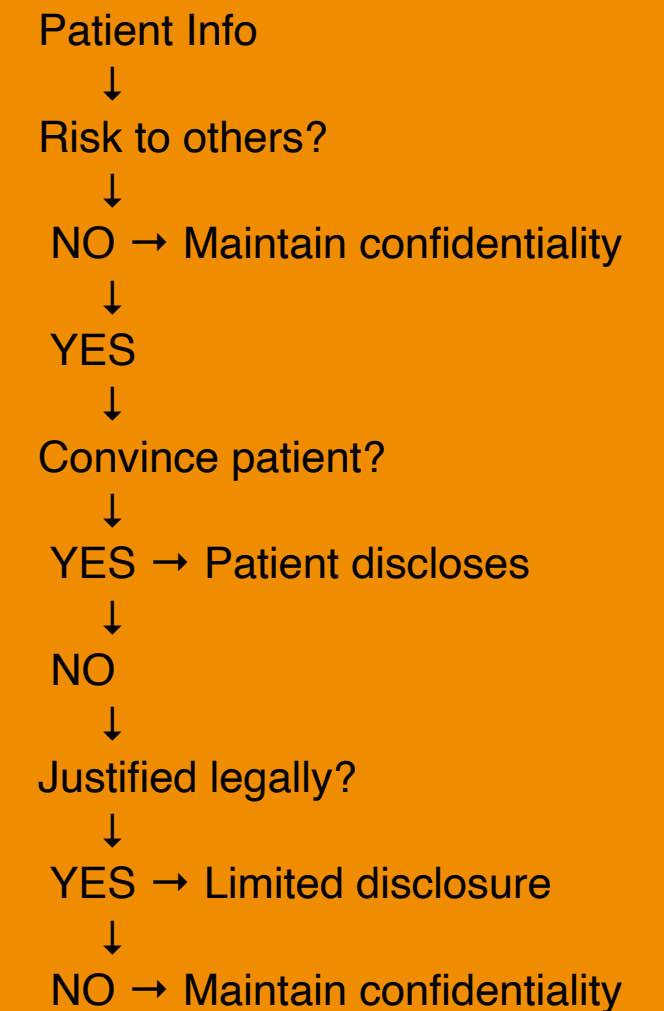 Patient Info
↓
Risk to others?
↓
NO → Maintain confidentiality
↓
YES
↓
Convince patient?
↓
YES → Patient discloses
↓
NO
↓
Justified legally?
↓
YES → Limited disclosure
↓
NO → Maintain confidentiality